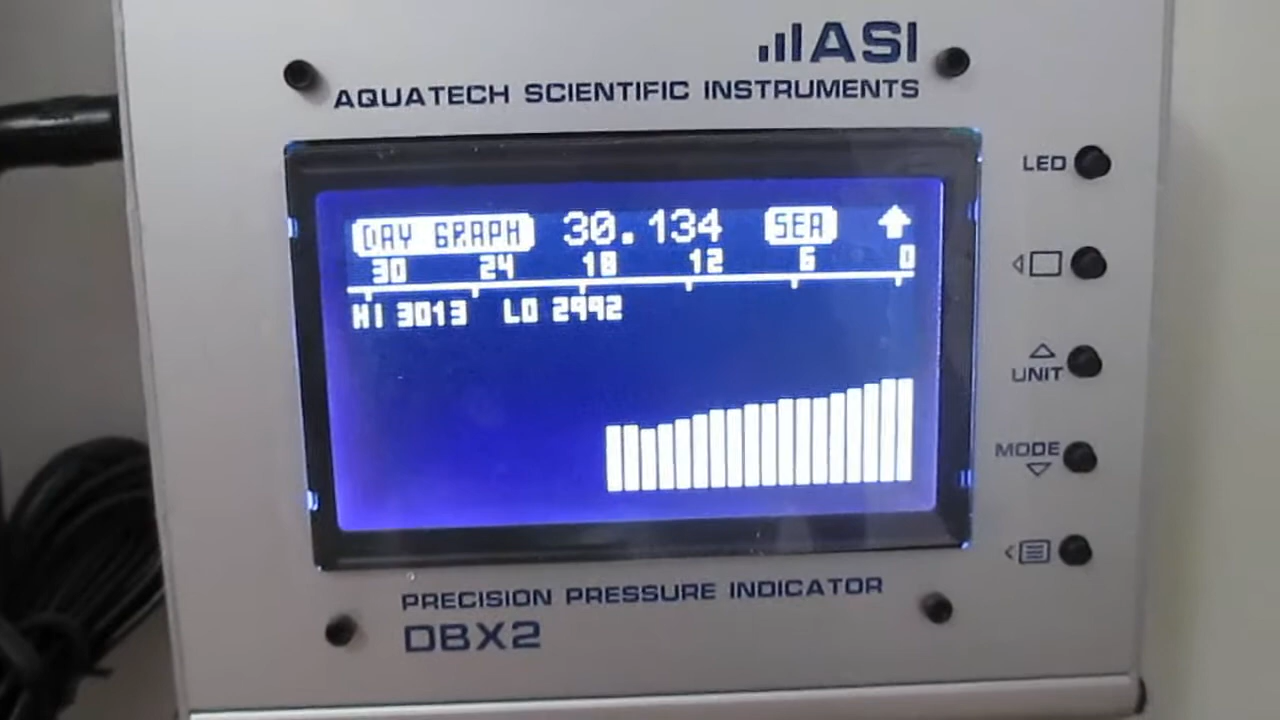 ASI
AQUATECH SCIENTIFIC INSTRUMENTS
LED
DAY GRAPH 30.134 SEA
30 24 18 12 6 0
HI 3013 LO 2992
UNIT
MODE
PRECISION PRESSURE INDICATOR
DBX2